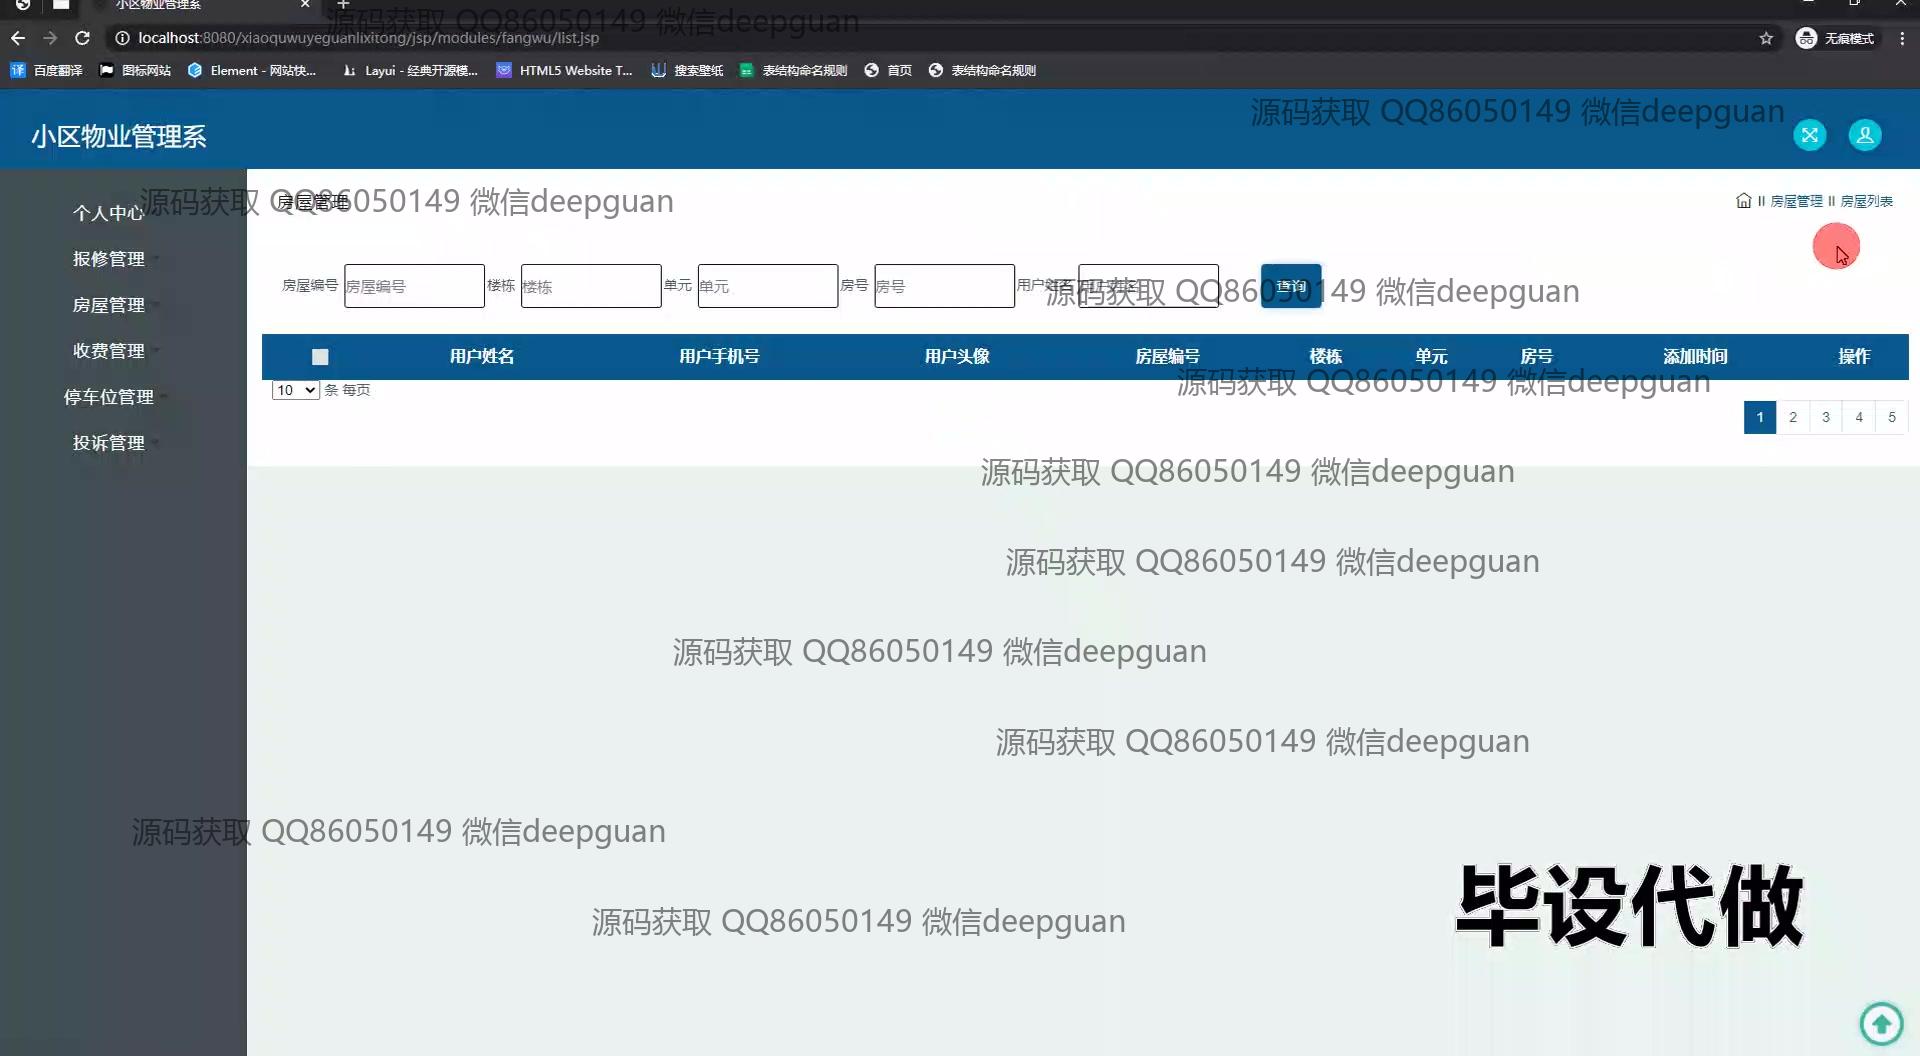 小区物业管理系
源码获取 QQ86050149 微信deepguan
localhost:8080/xiaoquwuyeguanlixitong/jsp/modules/fangwu/list.jsp
无痕模式
百度翻译 图标网站 Element - 网站快... Layui - 经典开源模... HTML5 Website T... 搜索壁纸 表结构命名规则 首页 表结构命名规则
源码获取 QQ86050149 微信deepguan
小区物业管理系
源码获取 QQ86050149 微信deepguan
房屋管理
II 房屋管理 II 房屋列表
个人中心
报修管理
房屋管理
收费管理
停车位管理
投诉管理
房屋编号 房屋编号 楼栋 楼栋 单元 单元 房号 房号 用户姓名 用户姓名 查询
源码获取 QQ86050149 微信deepguan
用户姓名 用户手机号 用户头像 房屋编号 楼栋 单元 房号 添加时间 操作
源码获取 QQ86050149 微信deepguan
10 条 每页
1 2 3 4 5
源码获取 QQ86050149 微信deepguan
源码获取 QQ86050149 微信deepguan
源码获取 QQ86050149 微信deepguan
源码获取 QQ86050149 微信deepguan
源码获取 QQ86050149 微信deepguan
源码获取 QQ86050149 微信deepguan
毕设代做